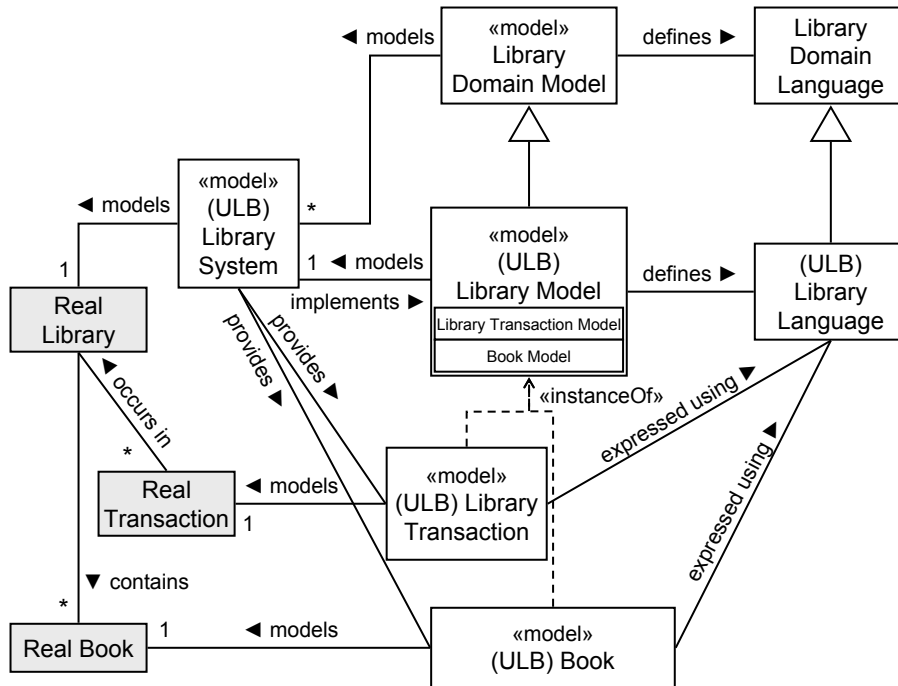 «model»
Library
Domain Model
◄ models
defines ►
Library
Domain
Language
«model»
(ULB)
Library
System
◄ models
*
1
1
◄ models
implements ►
«model»
(ULB)
Library Model
Library Transaction Model
Book Model
defines ►
(ULB)
Library
Language
Real
Library
provides ►
provides ►
◄ occurs in
*
«instanceOf»
expressed using ►
expressed using ►
Real
Transaction
1
◄ models
«model»
(ULB) Library
Transaction
▼ contains
*
Real Book
1
◄ models
«model»
(ULB) Book